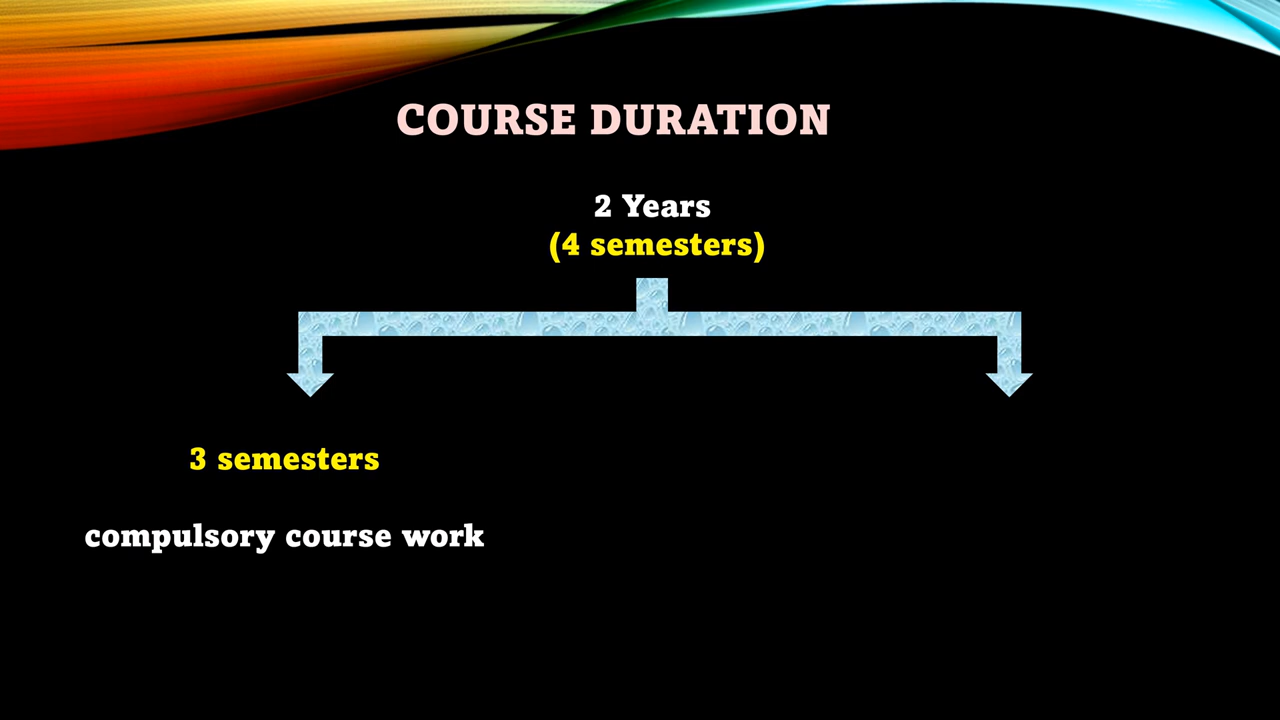 COURSE DURATION
2 Years
(4 semesters)
3 semesters
compulsory course work